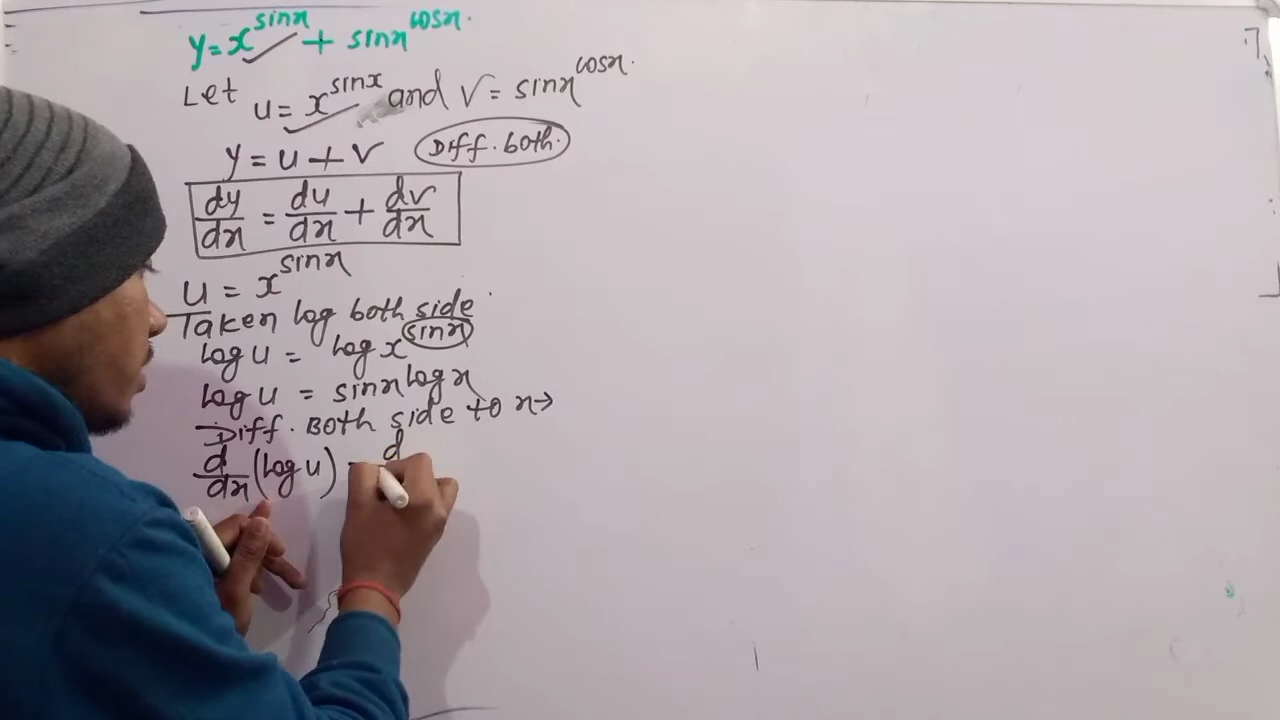 y = x^sinx + sinx^cosx.
Let u = x^sinx and v = sinx^cosx.
y = u + v Diff. both.
dy/dx = du/dx + dv/dx
u = x^sinx
Taken log both side.
log u = log x^sinx
log u = sinx log x
Diff. Both side to x→
d/dx (log u) = d